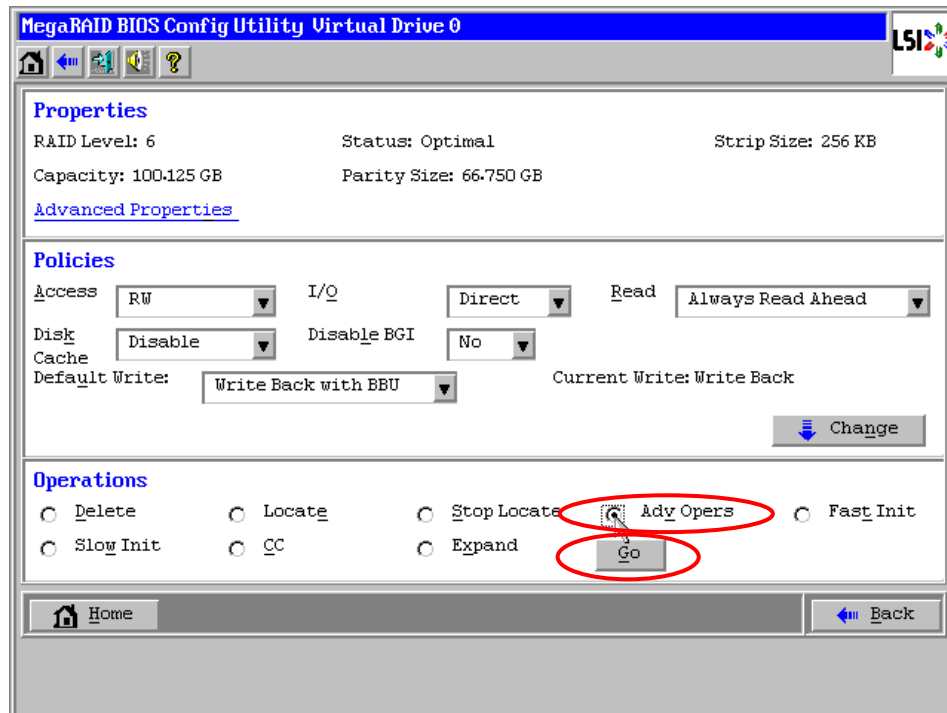 MegaRAID BIOS Config Utility Virtual Drive 0
LSI
Properties
RAID Level: 6 Status: Optimal Strip Size: 256 KB
Capacity: 100.125 GB Parity Size: 66.750 GB
Advanced Properties
Policies
Access RW I/O Direct Read Always Read Ahead
Disk Cache Disable Disable BGI No
Default Write: Write Back with BBU Current Write: Write Back
Change
Operations
Delete Locate Stop Locate Adv Opers Fast Init
Slow Init CC Expand Go
Home Back